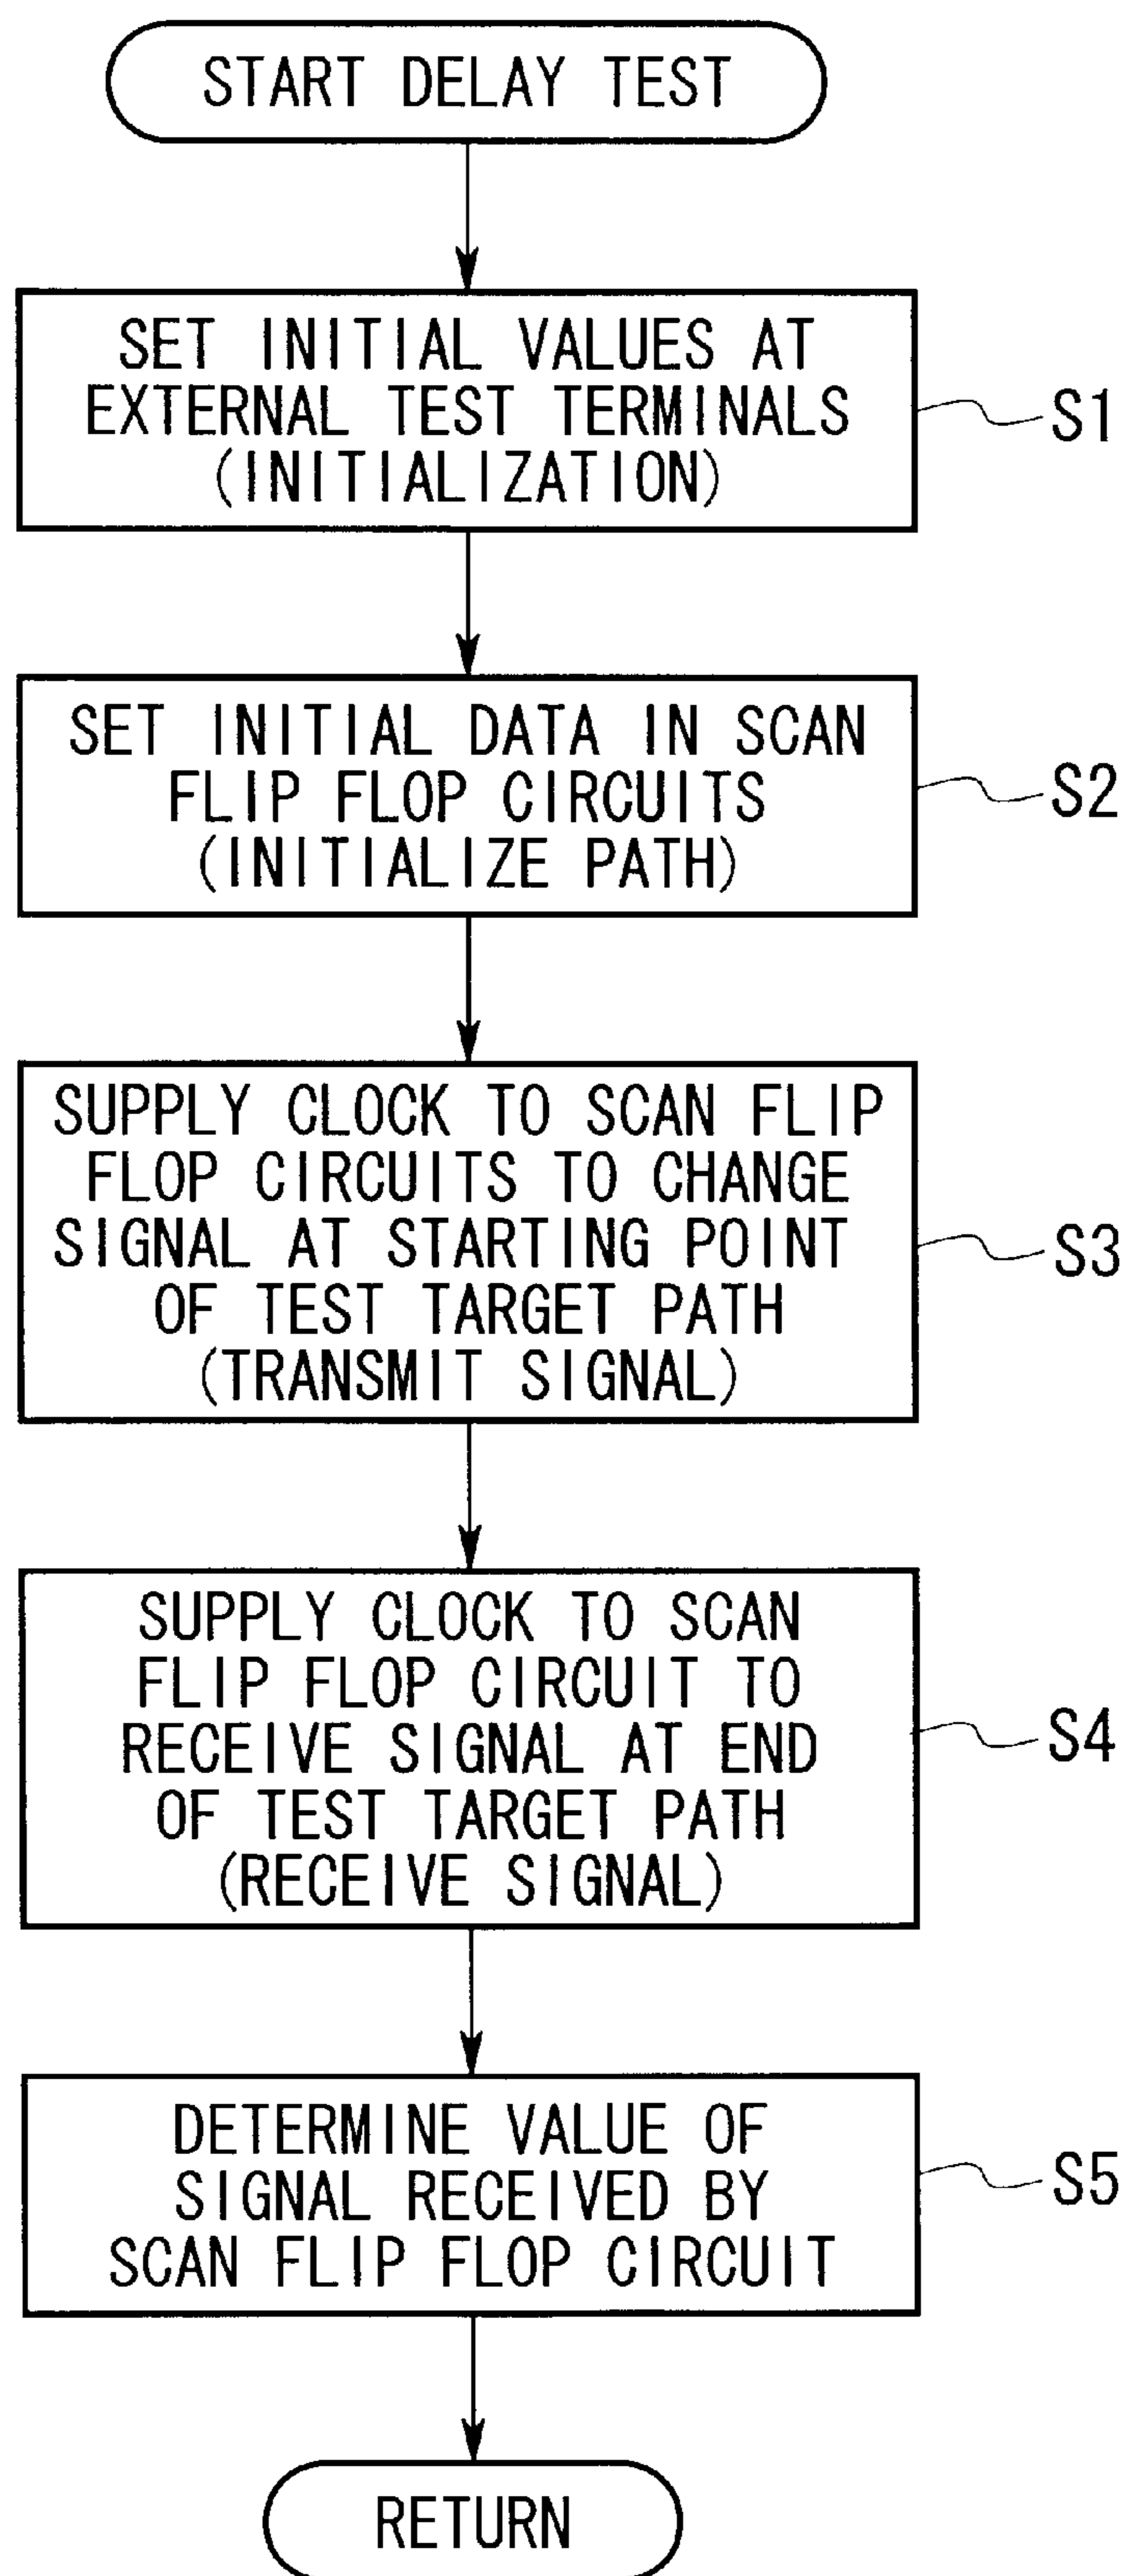 START DELAY TEST
SET INITIAL VALUES AT
EXTERNAL TEST TERMINALS
(INITIALIZATION)
S1
SET INITIAL DATA IN SCAN
FLIP FLOP CIRCUITS
(INITIALIZE PATH)
S2
SUPPLY CLOCK TO SCAN FLIP
FLOP CIRCUITS TO CHANGE
SIGNAL AT STARTING POINT
OF TEST TARGET PATH
(TRANSMIT SIGNAL)
S3
SUPPLY CLOCK TO SCAN
FLIP FLOP CIRCUIT TO
RECEIVE SIGNAL AT END
OF TEST TARGET PATH
(RECEIVE SIGNAL)
S4
DETERMINE VALUE OF
SIGNAL RECEIVED BY
SCAN FLIP FLOP CIRCUIT
S5
RETURN